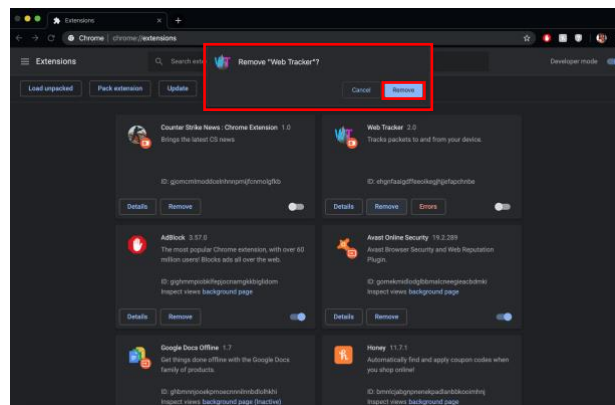 Extensions
Chrome | chrome://extensions
Extensions
Remove "Web Tracker"?
Developer mode
Load unpacked
Pack extension
Update
Cancel
Remove
Counter Strike News : Chrome Extension 1.0
Brings the latest CS news
Details
Remove
Web Tracker 2.0
Tracks packets to and from your device.
Details
Remove
Errors
AdBlock 3.57.0
The most popular Chrome extension, with over 60
million users! Blocks ads all over the web.
Inspect views background page
Details
Remove
Avast Online Security 19.2.289
Avast Browser Security and Web Reputation
Plugin.
Inspect views background page
Details
Remove
Google Docs Offline 1.7
Get things done offline with the Google Docs
family of products.
Inspect views background page (Inactive)
Honey 11.7.1
Automatically find and apply coupon codes when
you shop online!
Inspect views background page